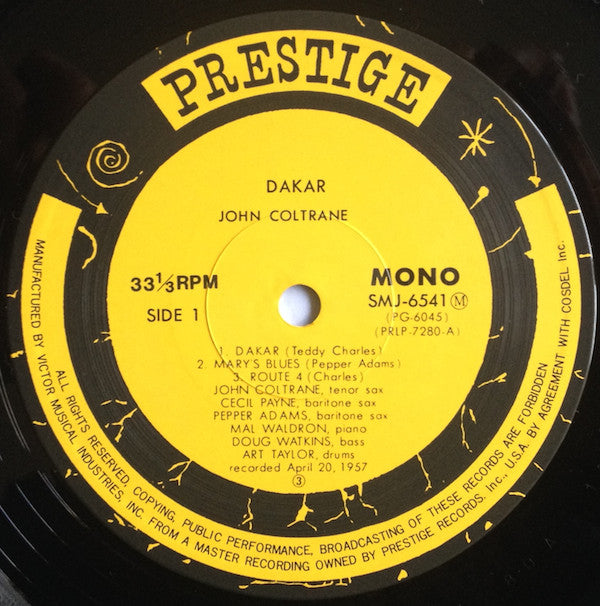 PRESTIGE
DAKAR
JOHN COLTRANE
33⅓RPM
SIDE 1
MONO
SMJ-6541 Ⓜ
(PG-6045)
(PRLP-7280-A)
1. DAKAR (Teddy Charles)
2. MARY'S BLUES (Pepper Adams)
3. ROUTE 4 (Charles)
JOHN COLTRANE, tenor sax
CECIL PAYNE, baritone sax
PEPPER ADAMS, baritone sax
MAL WALDRON, piano
DOUG WATKINS, bass
ART TAYLOR, drums
recorded April 20, 1957
③
MANUFACTURED BY VICTOR MUSICAL INDUSTRIES, INC. FROM A MASTER RECORDING OWNED BY PRESTIGE RECORDS. Inc., U.S.A. BY AGREEMENT WITH COSDEL Inc.
ALL RIGHTS RESERVED, COPYING, PUBLIC PERFORMANCE, BROADCASTING OF THESE RECORDS ARE FORBIDDEN